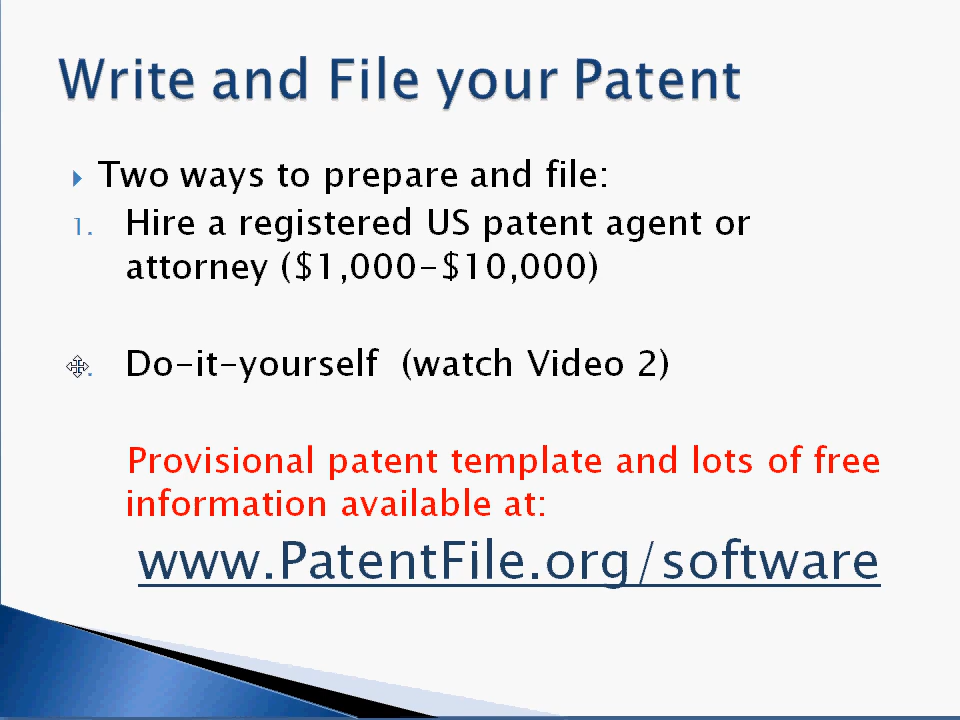 Write and File your Patent
Two ways to prepare and file:
1. Hire a registered US patent agent or
attorney ($1,000-$10,000)
. Do-it-yourself (watch Video 2)
Provisional patent template and lots of free
information available at:
www.PatentFile.org/software